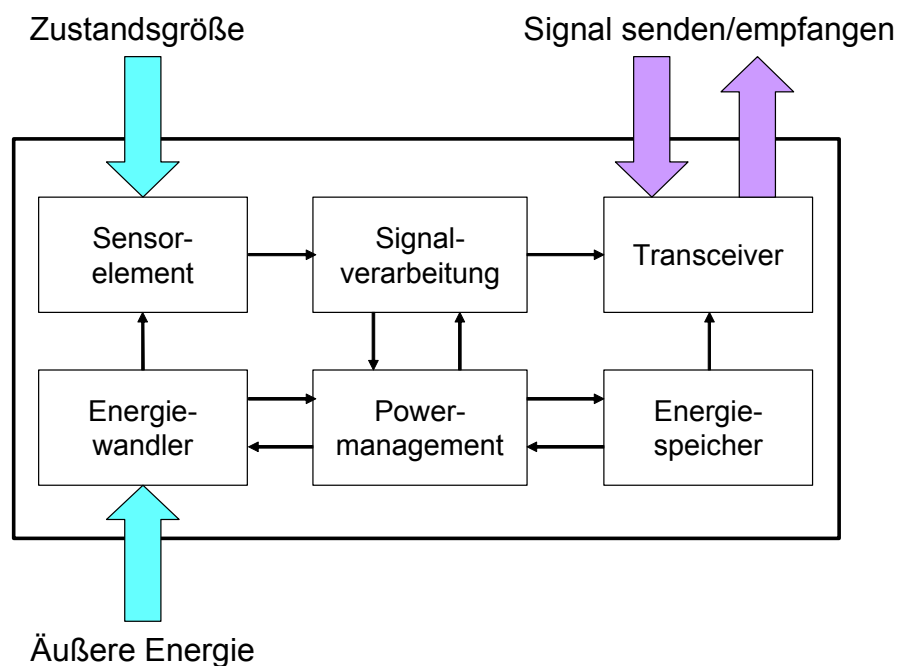 Zustandsgröße
Signal senden/empfangen
Sensor-
element
Signal-
verarbeitung
Transceiver
Energie-
wandler
Power-
management
Energie-
speicher
Äußere Energie